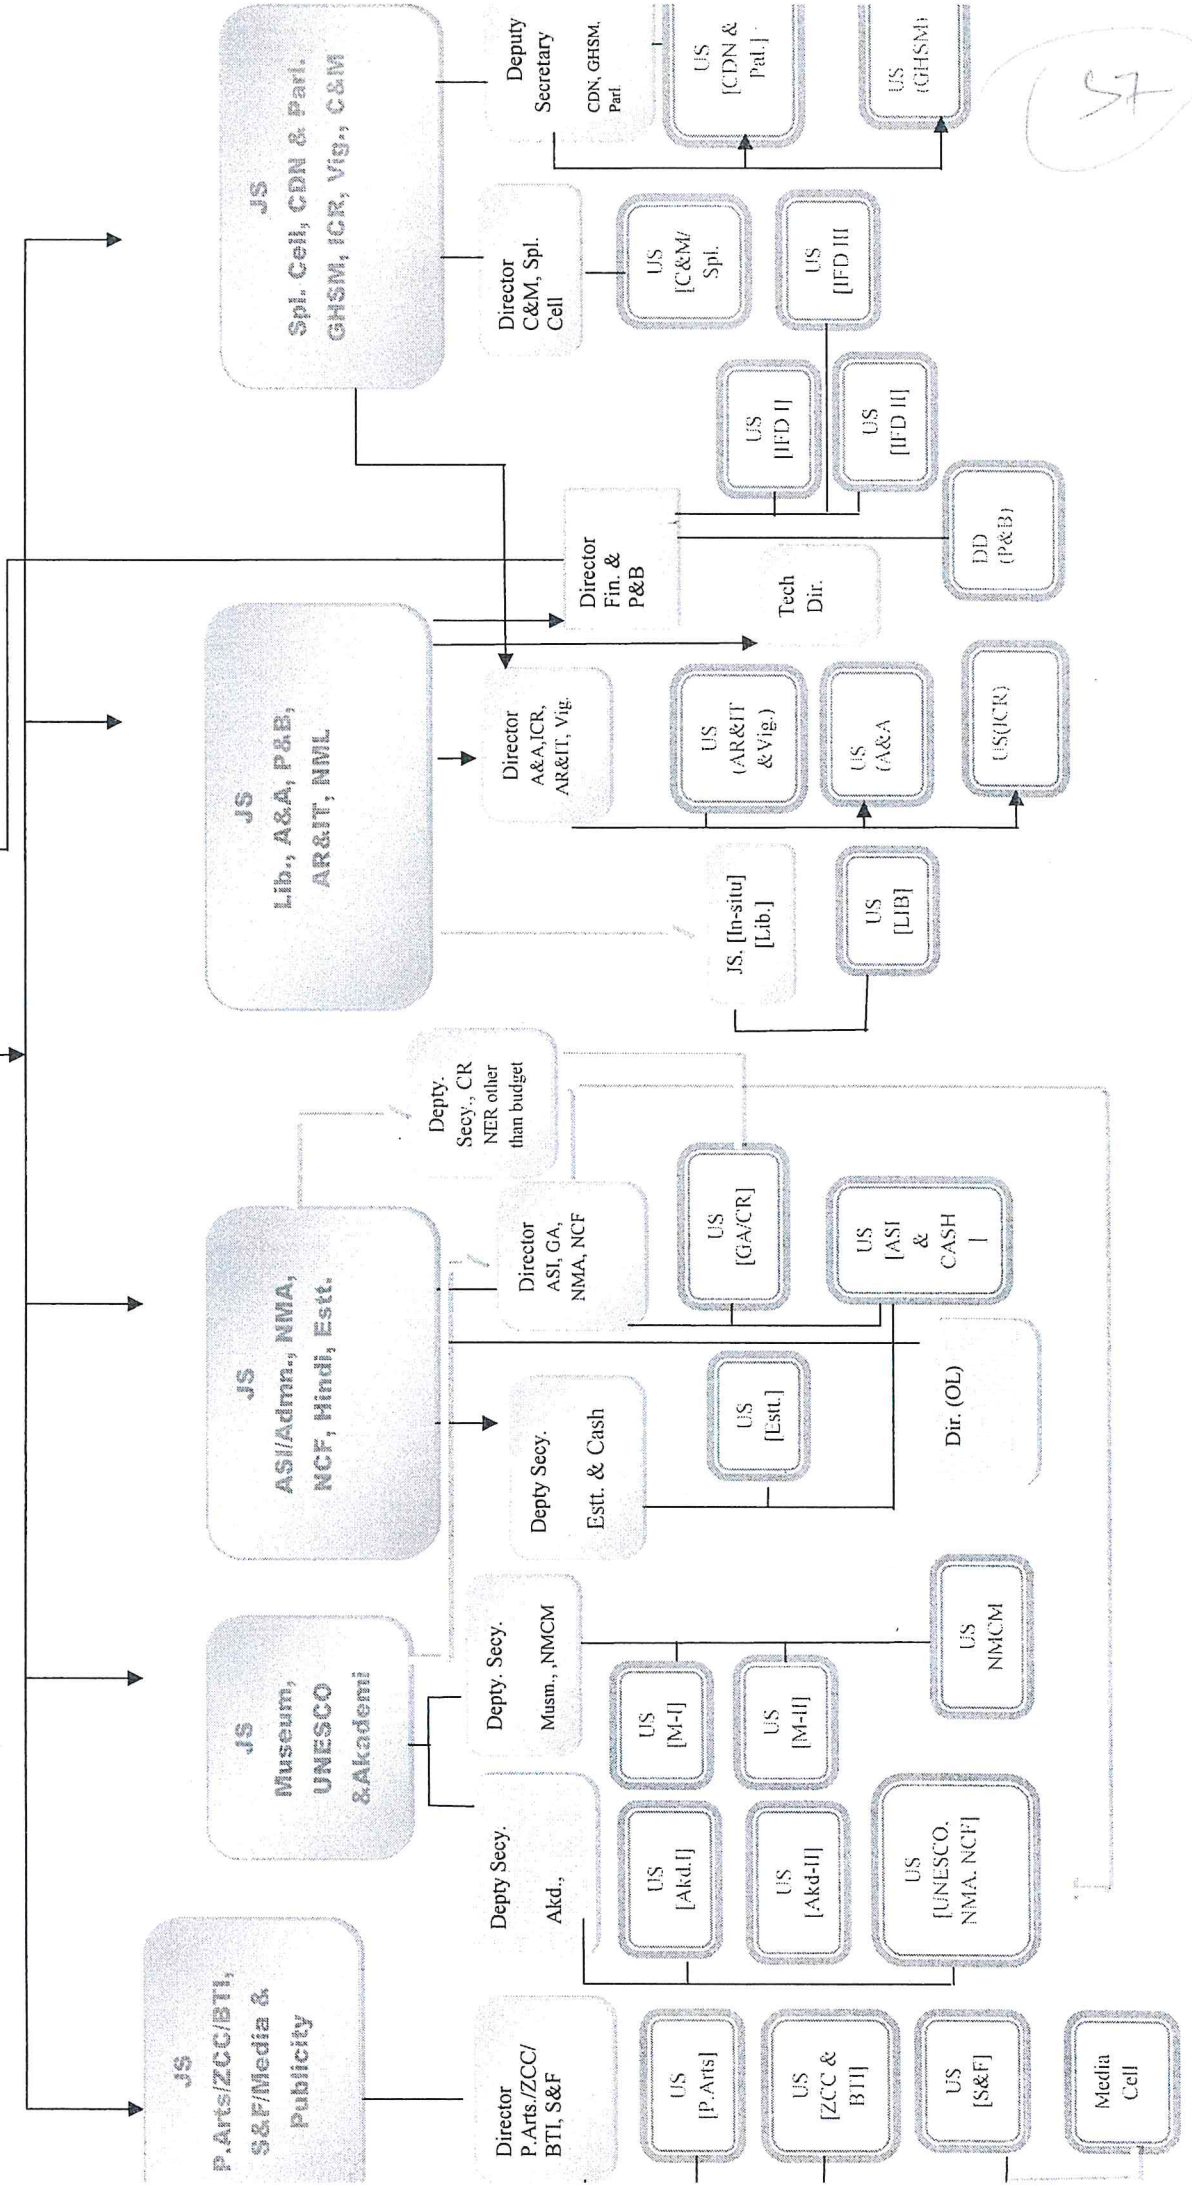 JS
P.Arts/ZCC/BTI,
S&F/Media &
Publicity
JS
Museum,
UNESCO
&Akademi
JS
ASI/Admn., NMA,
NCF, Hindi, Estt.
JS
Lib., A&A, P&B,
AR&IT, NML
JS
Spl. Cell, CDN & Parl.
GHSM, ICR, Vig., C&M
Director
P.Arts./ZCC/
BTI, S&F
Depty Secy.
Akd.,
Depty. Secy.
Musm., ,NMCM
Depty Secy.
Estt. & Cash
Director
ASI, GA,
NMA, NCF
Depty.
Secy., CR
NER other
than budget
JS. [In-situ]
[Lib.]
Director
A&A,ICR,
AR&IT, Vig.
Tech
Dir.
Director
Fin. &
P&B
Director
C&M, Spl.
Cell
Deputy
Secretary
CDN, GHSM,
Parl.
US
[P.Arts]
US
[ZCC &
BTI]
US
[S&F]
Media
Cell
US
[Akd.I]
US
[Akd-II]
US
[UNESCO,
NMA, NCF]
US
[M-I]
US
[M-II]
US
NMCM
US
[Estt.]
Dir. (OL)
US
[GA/CR]
US
[ASI
&
CASH
]
US
[LIB]
US
(AR&IT
&Vig.)
US
(A&A
US(ICR)
US
[IFD I]
US
[IFD II]
US
[IFD III
DD
(P&B)
US
[C&M/
Spl.
US
[CDN &
Pal.]
US
(GHSM)
57